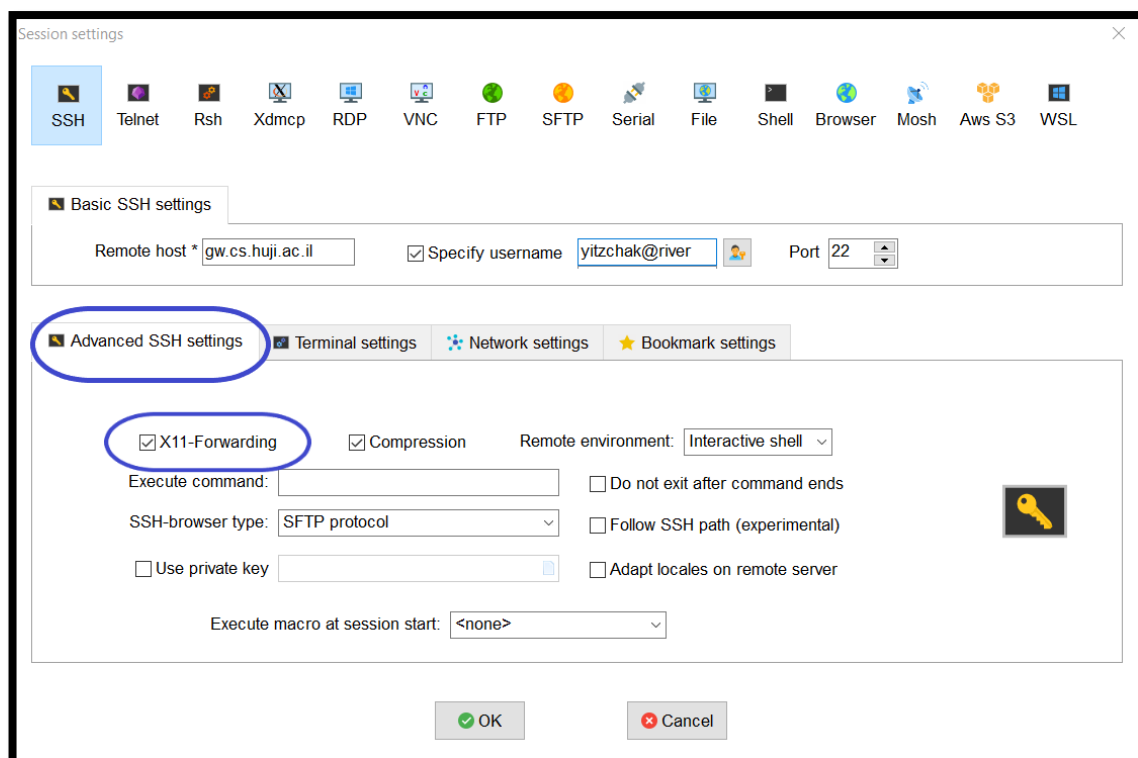 Session settings
SSH Telnet Rsh Xdmcp RDP VNC FTP SFTP Serial File Shell Browser Mosh Aws S3 WSL
Basic SSH settings
Remote host * gw.cs.huji.ac.il Specify username yitzchak@river Port 22
Advanced SSH settings Terminal settings Network settings Bookmark settings
X11-Forwarding Compression Remote environment: Interactive shell
Execute command: Do not exit after command ends
SSH-browser type: SFTP protocol Follow SSH path (experimental)
Use private key Adapt locales on remote server
Execute macro at session start: <none>
OK Cancel